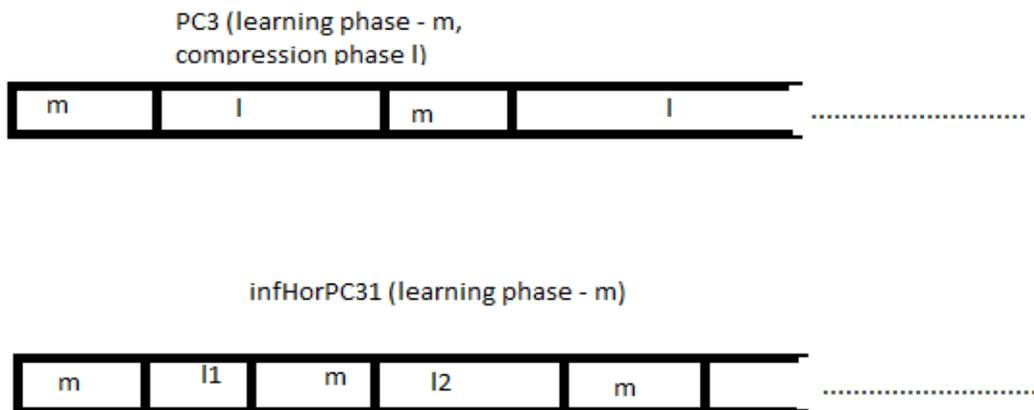 PC3 (learning phase - m,
compression phase l)
m l m l
infHorPC31 (learning phase - m)
m l1 m l2 m